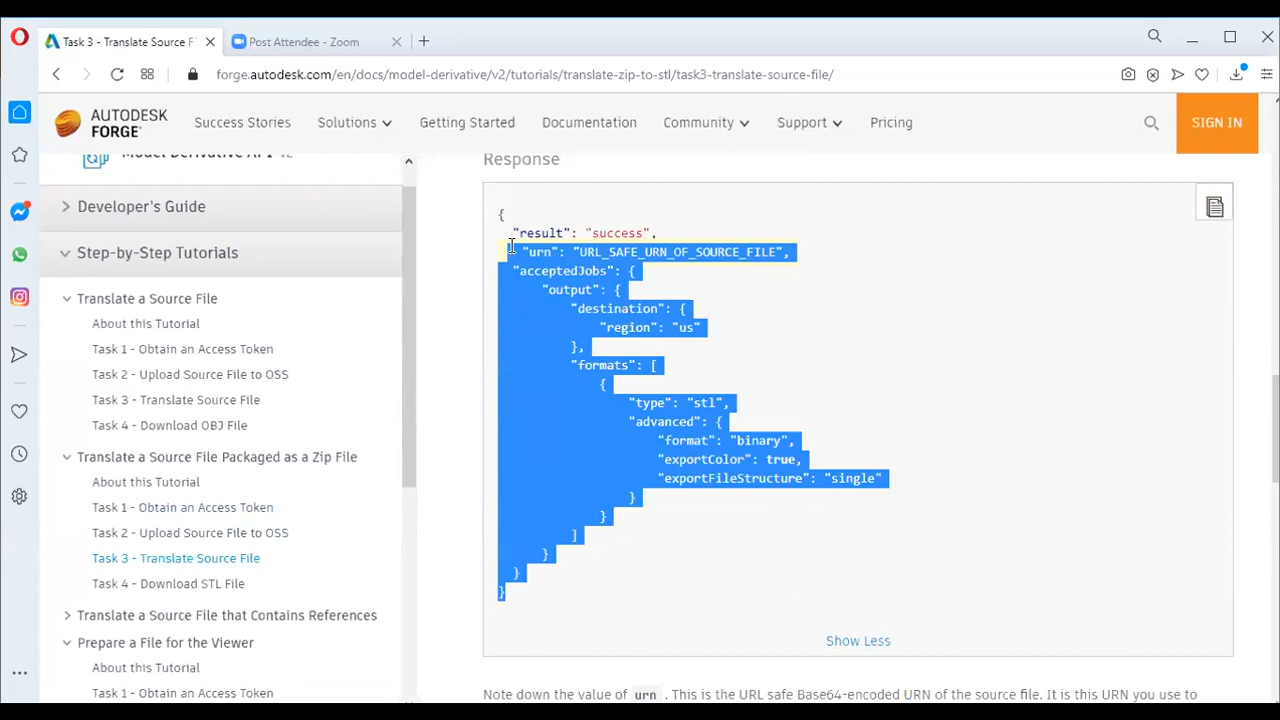 Task 3 - Translate Source F
Post Attendee - Zoom
forge.autodesk.com/en/docs/model-derivative/v2/tutorials/translate-zip-to-stl/task3-translate-source-file/
AUTODESK
FORGE
Success Stories
Solutions
Getting Started
Documentation
Community
Support
Pricing
SIGN IN
Model Derivative API v2
Developer's Guide
Step-by-Step Tutorials
Translate a Source File
About this Tutorial
Task 1 - Obtain an Access Token
Task 2 - Upload Source File to OSS
Task 3 - Translate Source File
Task 4 - Download OBJ File
Translate a Source File Packaged as a Zip File
About this Tutorial
Task 1 - Obtain an Access Token
Task 2 - Upload Source File to OSS
Task 3 - Translate Source File
Task 4 - Download STL File
Translate a Source File that Contains References
Prepare a File for the Viewer
About this Tutorial
Task 1 - Obtain an Access Token
Response
{
"result": "success",
"urn": "URL_SAFE_URN_OF_SOURCE_FILE",
"acceptedJobs": {
"output": {
"destination": {
"region": "us"
},
"formats": [
{
"type": "stl",
"advanced": {
"format": "binary",
"exportColor": true,
"exportFileStructure": "single"
}
}
]
}
}
}
Show Less
Note down the value of urn . This is the URL safe Base64-encoded URN of the source file. It is this URN you use to